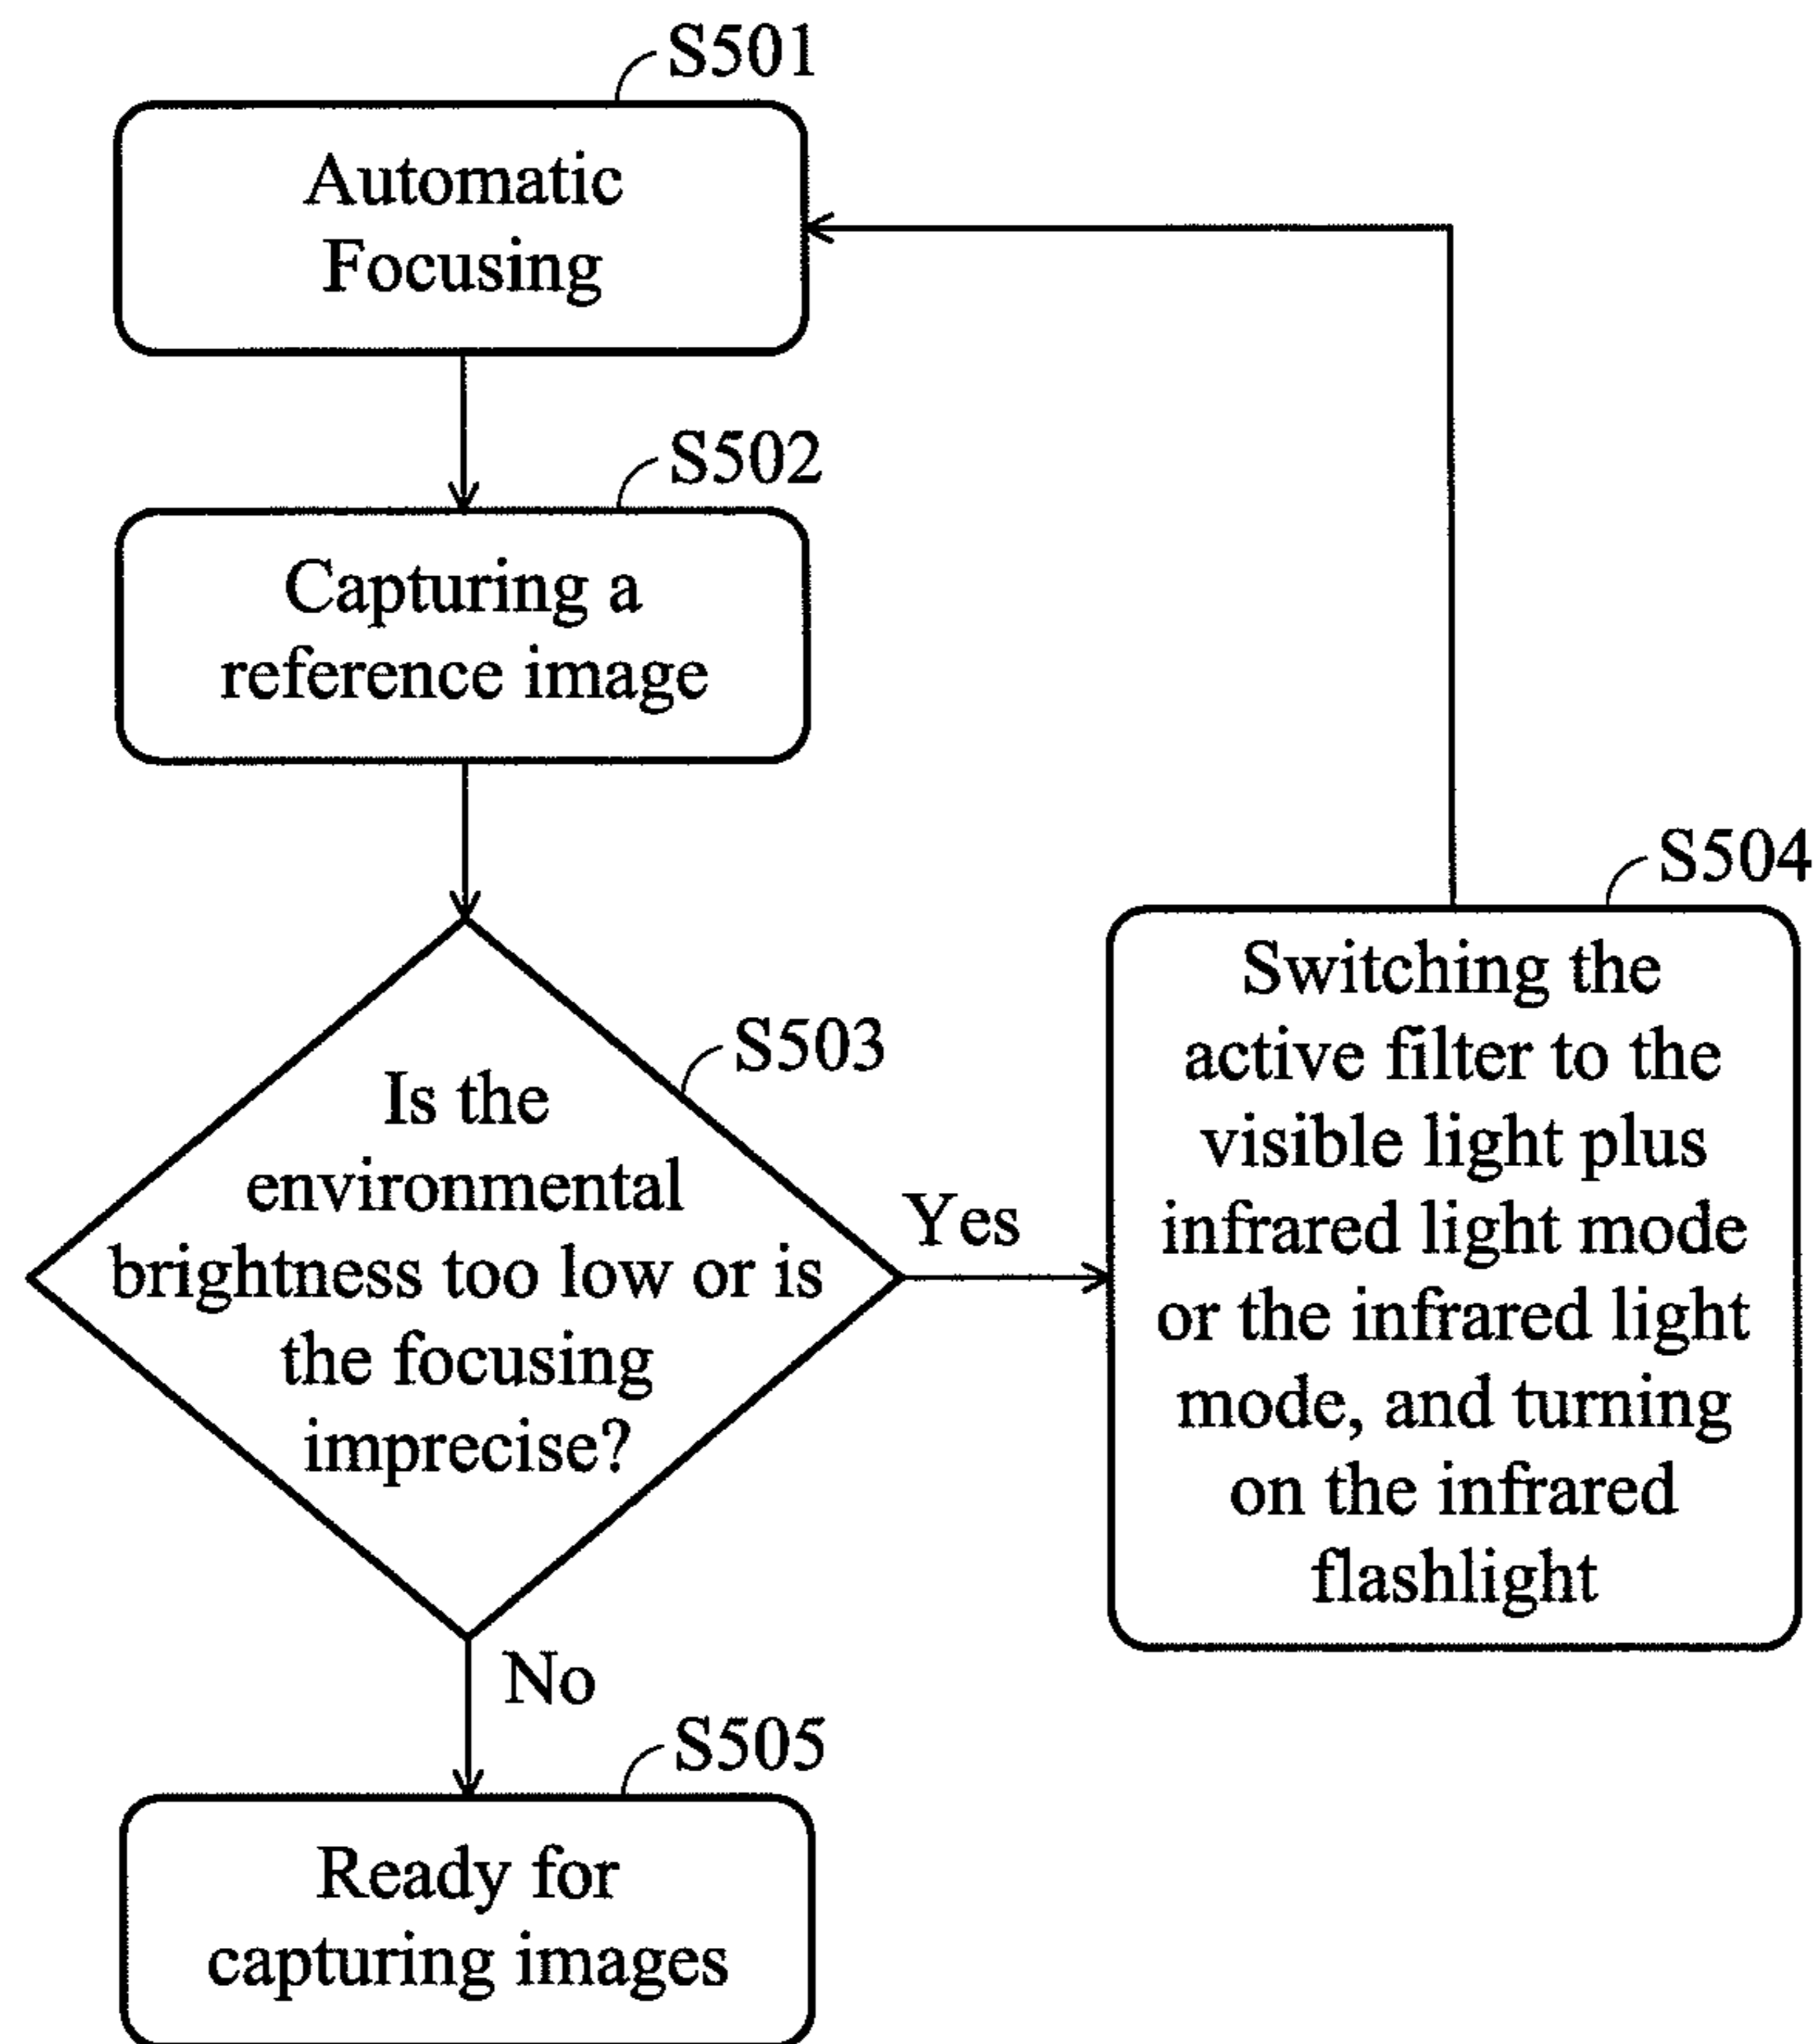 S501
Automatic
Focusing
S502
Capturing a
reference image
S503
Is the
environmental
brightness too low or is
the focusing
imprecise?
Yes
S504
Switching the
active filter to the
visible light plus
infrared light mode
or the infrared light
mode, and turning
on the infrared
flashlight
No
S505
Ready for
capturing images